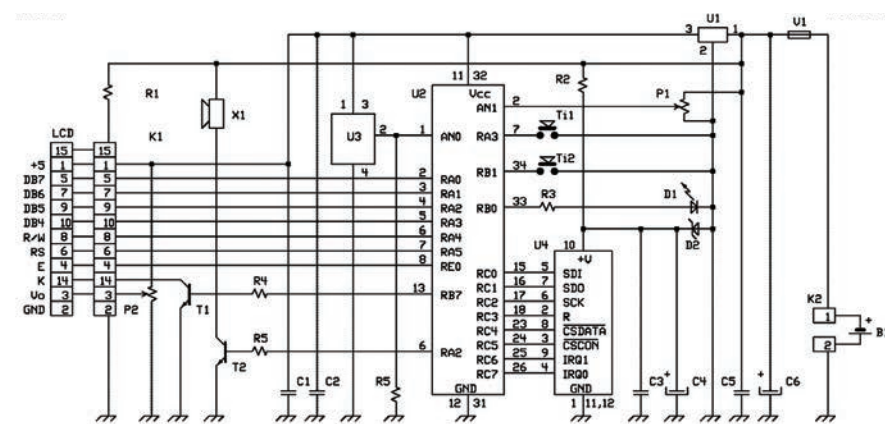 U1
V1
3
1
2
11
32
R1
X1
U2
Vcc
R2
P1
1
3
AN1
2
U3
2
1
AN0
RA3
7
Ti1
4
K1
LCD
15
15
RB1
34
Ti2
+5
1
1
DB7
5
5
2
RA0
DB6
7
7
3
RA1
RB0
33
R3
D1
DB5
9
9
4
RA2
DB4
10
10
5
RA3
R/W
8
8
6
RA4
D2
RS
6
6
7
RA5
U4
10
+V
E
4
4
8
RE0
RC0
15
5
SDI
K
14
14
RC1
16
7
SDO
Vo
3
3
P2
T1
R4
13
RB7
RC2
17
6
SCK
GND
2
2
RC3
18
2
R
K2
1
RC4
23
8
CSDATA
+
B
R5
6
RA2
RC5
24
3
CSCON
2
T2
RC6
25
9
IRQ1
RC7
26
4
IRQ0
C1
C2
R5
GND
GND
C3
+
C4
C5
+
C6
12
31
1
11,12